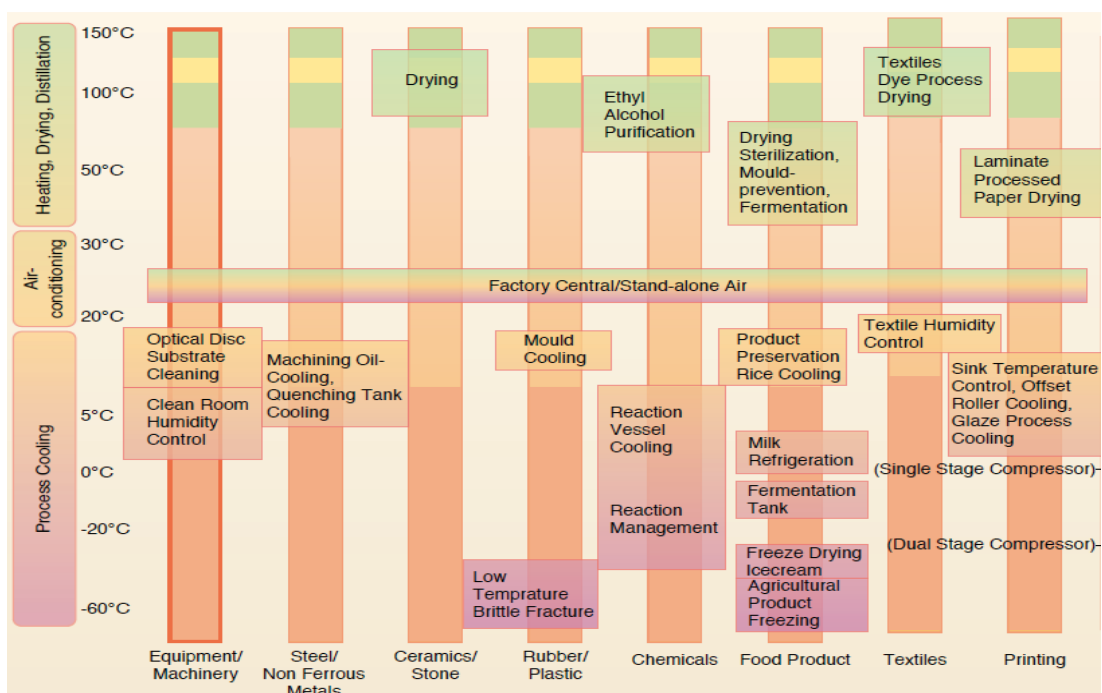 Heating, Drying, Distillation
Air-
conditioning
Process Cooling
150°C
100°C
50°C
30°C
20°C
5°C
0°C
-20°C
-60°C
Drying
Ethyl
Alcohol
Purification
Drying
Sterilization,
Mould-
prevention,
Fermentation
Textiles
Dye Process
Drying
Laminate
Processed
Paper Drying
Factory Central/Stand-alone Air
Optical Disc
Substrate
Cleaning
Clean Room
Humidity
Control
Machining Oil-
Cooling,
Quenching Tank
Cooling
Mould
Cooling
Reaction
Vessel
Cooling
Reaction
Management
Low
Temprature
Brittle Fracture
Product
Preservation
Rice Cooling
Milk
Refrigeration
Fermentation
Tank
Freeze Drying
Icecream
Agricultural
Product
Freezing
Textile Humidity
Control
Sink Temperature
Control, Offset
Roller Cooling,
Glaze Process
Cooling
(Single Stage Compressor)
(Dual Stage Compressor)
Equipment/
Machinery
Steel/
Non Ferrous
Metals
Ceramics/
Stone
Rubber/
Plastic
Chemicals
Food Product
Textiles
Printing